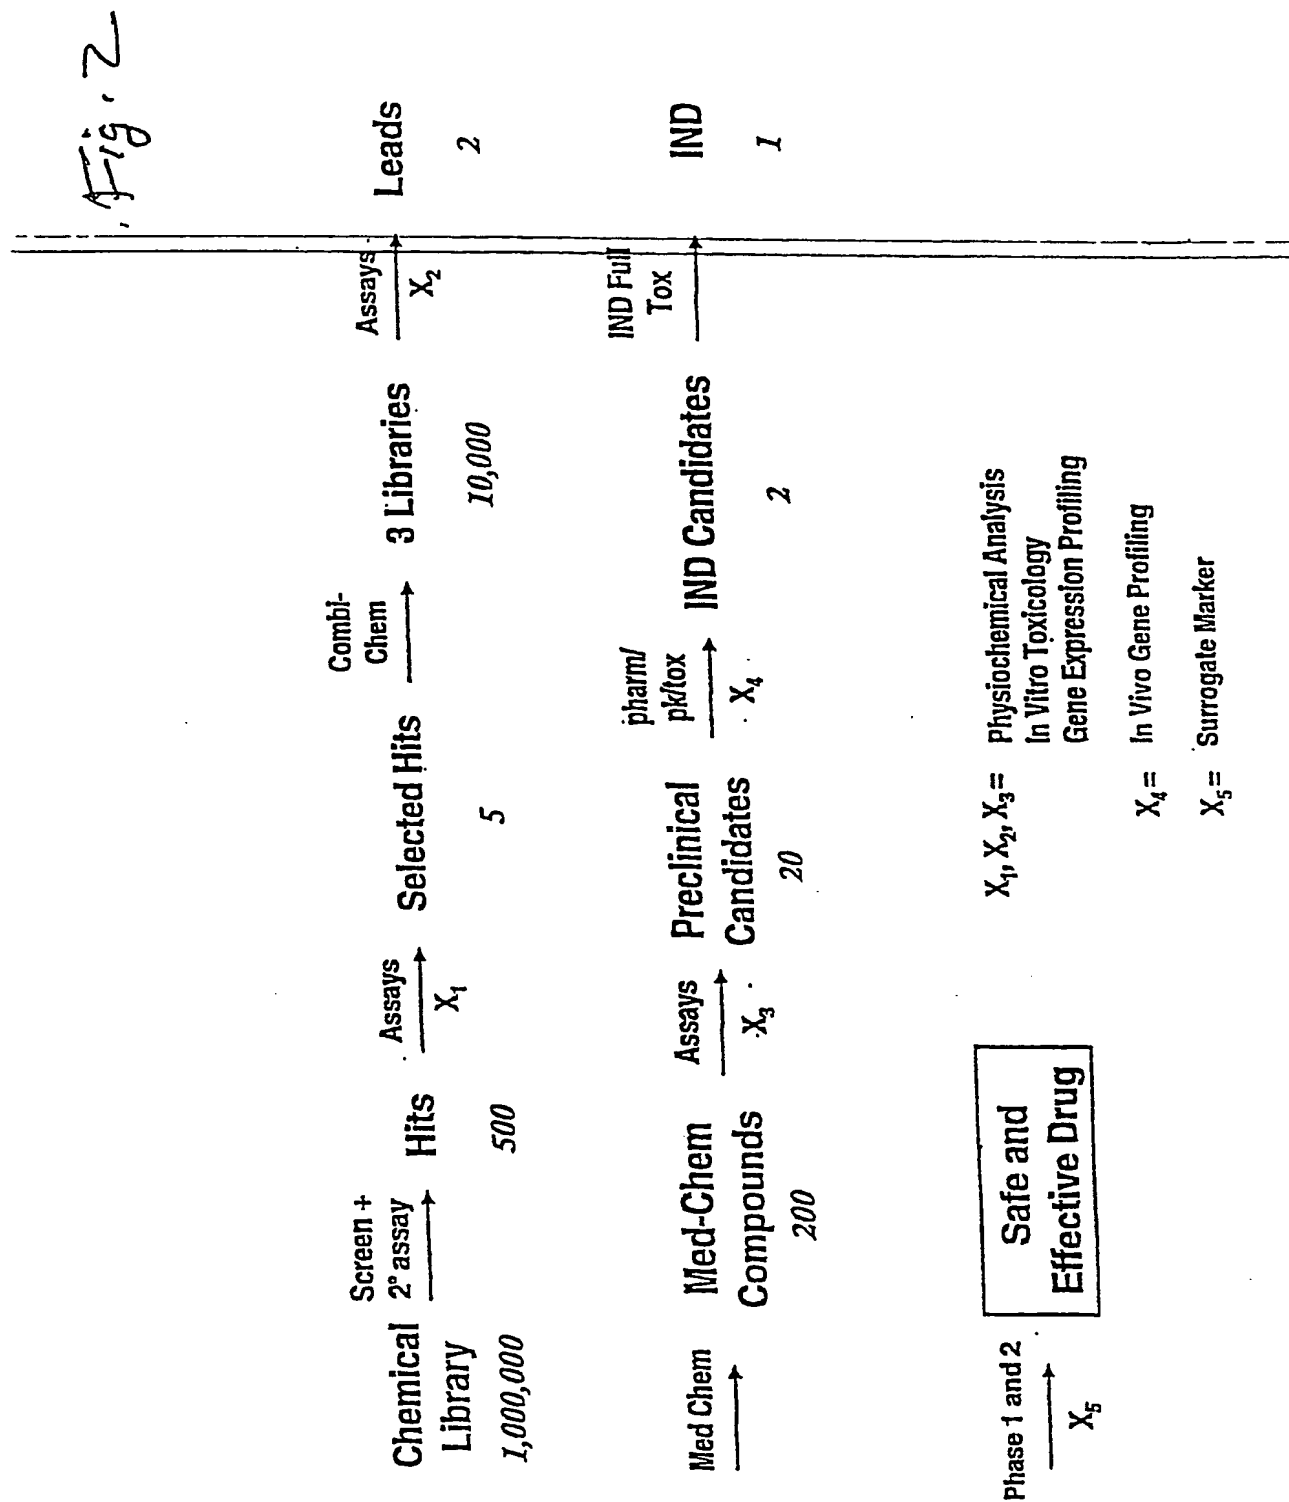 Fig. 2
Screen +
2° assay
Assays
Combi-
Chem
Assays
Chemical
Library
Hits
Selected Hits
3 Libraries
Leads
X₁
X₂
1,000,000
500
5
10,000
2
Med Chem
Assays
pharm/
pk/tox
IND Full
Tox
Med-Chem
Compounds
Preclinical
Candidates
IND Candidates
IND
X₃
X₄
200
20
2
1
Phase 1 and 2
X₅
Safe and
Effective Drug
X₁, X₂, X₃ = Physiochemical Analysis
In Vitro Toxicology
Gene Expression Profiling
X₄ = In Vivo Gene Profiling
X₅ = Surrogate Marker